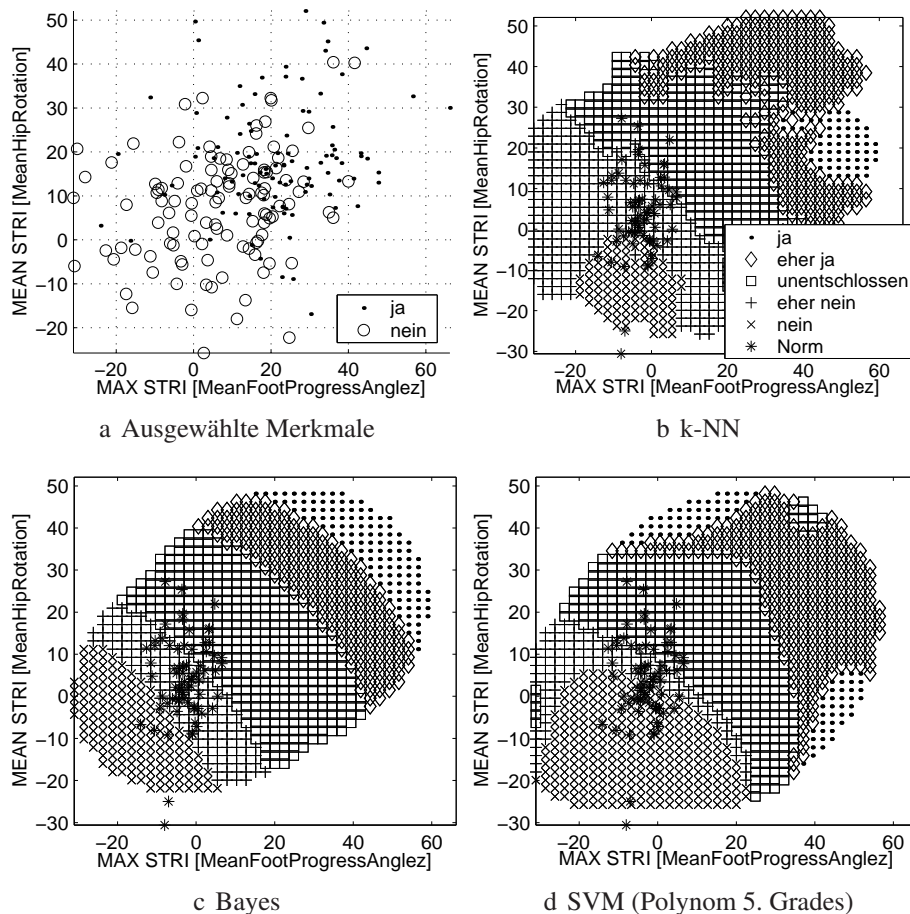 50
40
30
20
10
0
−10
−20
−20 0 20 40 60
MEAN STRI [MeanHipRotation]
MAX STRI [MeanFootProgressAnglez]
ja
nein
a Ausgewählte Merkmale
50
40
30
20
10
0
−10
−20
−30
−20 0 20 40 60
MEAN STRI [MeanHipRotation]
MAX STRI [MeanFootProgressAnglez]
ja
eher ja
unentschlossen
eher nein
nein
Norm
b k-NN
50
40
30
20
10
0
−10
−20
−30
−20 0 20 40 60
MEAN STRI [MeanHipRotation]
MAX STRI [MeanFootProgressAnglez]
c Bayes
50
40
30
20
10
0
−10
−20
−30
−20 0 20 40 60
MEAN STRI [MeanHipRotation]
MAX STRI [MeanFootProgressAnglez]
d SVM (Polynom 5. Grades)